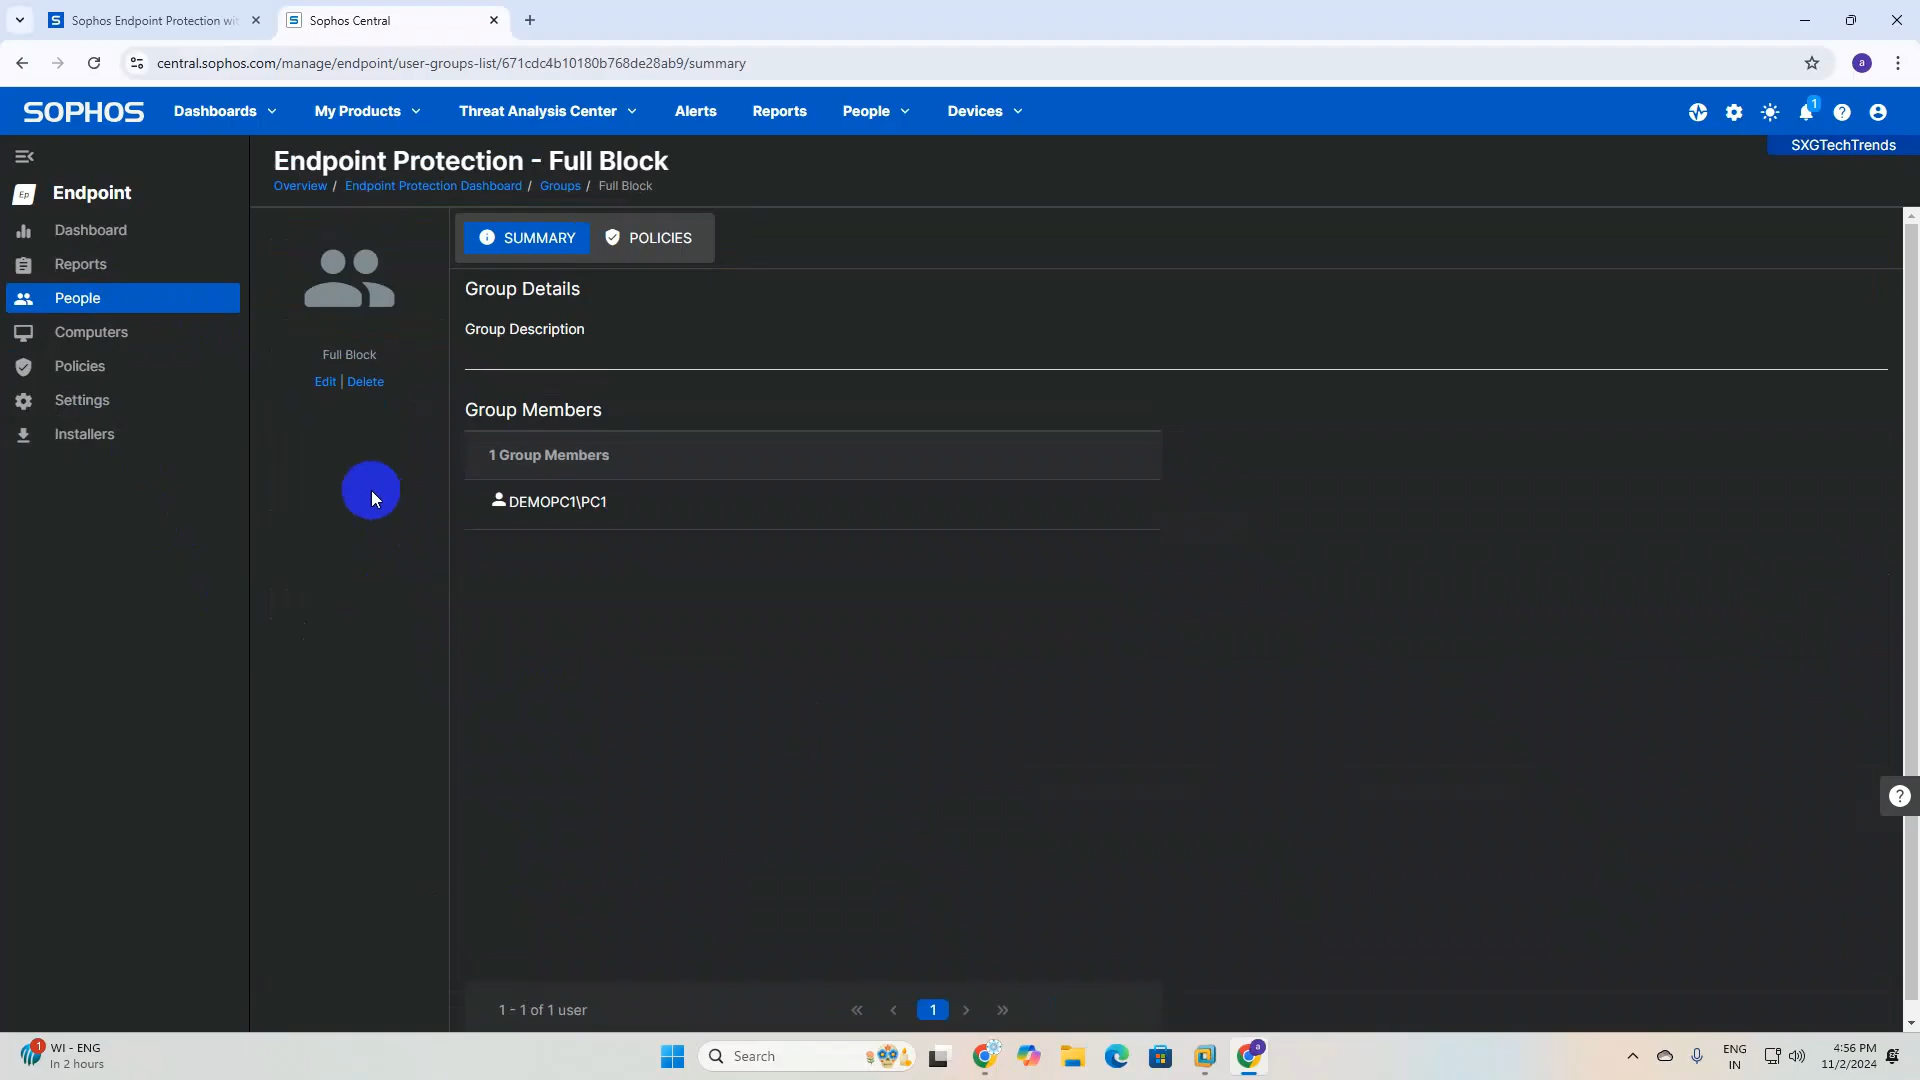 Sophos Endpoint Protection wit
Sophos Central
central.sophos.com/manage/endpoint/user-groups-list/671cdc4b10180b768de28ab9/summary
a
SOPHOS
Dashboards
My Products
Threat Analysis Center
Alerts
Reports
People
Devices
1
SXGTechTrends
Ep
Endpoint
Dashboard
Reports
People
Computers
Policies
Settings
Installers
Endpoint Protection - Full Block
Overview / Endpoint Protection Dashboard / Groups / Full Block
Full Block
Edit | Delete
SUMMARY
POLICIES
Group Details
Group Description
Group Members
1 Group Members
DEMOPC1\PC1
1 - 1 of 1 user
« ‹ 1 › »
1
WI - ENG
In 2 hours
Search
a
ENG
IN
4:56 PM
11/2/2024